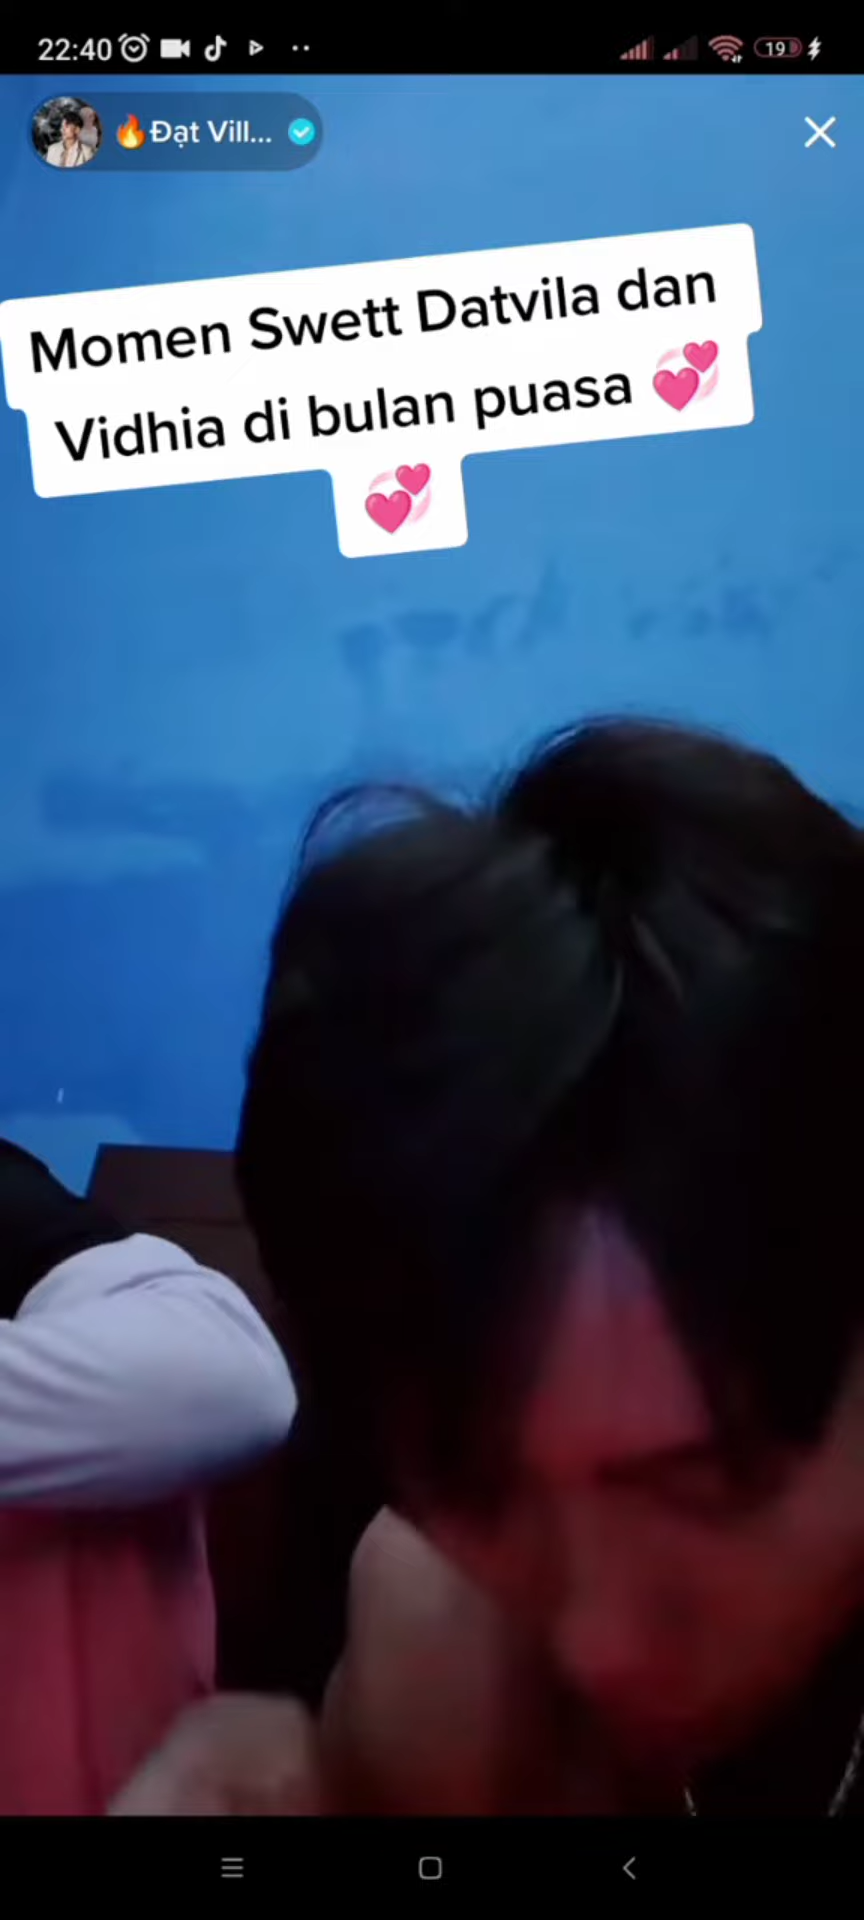 22:40
19
🔥Đạt Vill...
Momen Swett Datvila dan
Vidhia di bulan puasa 💞
💞